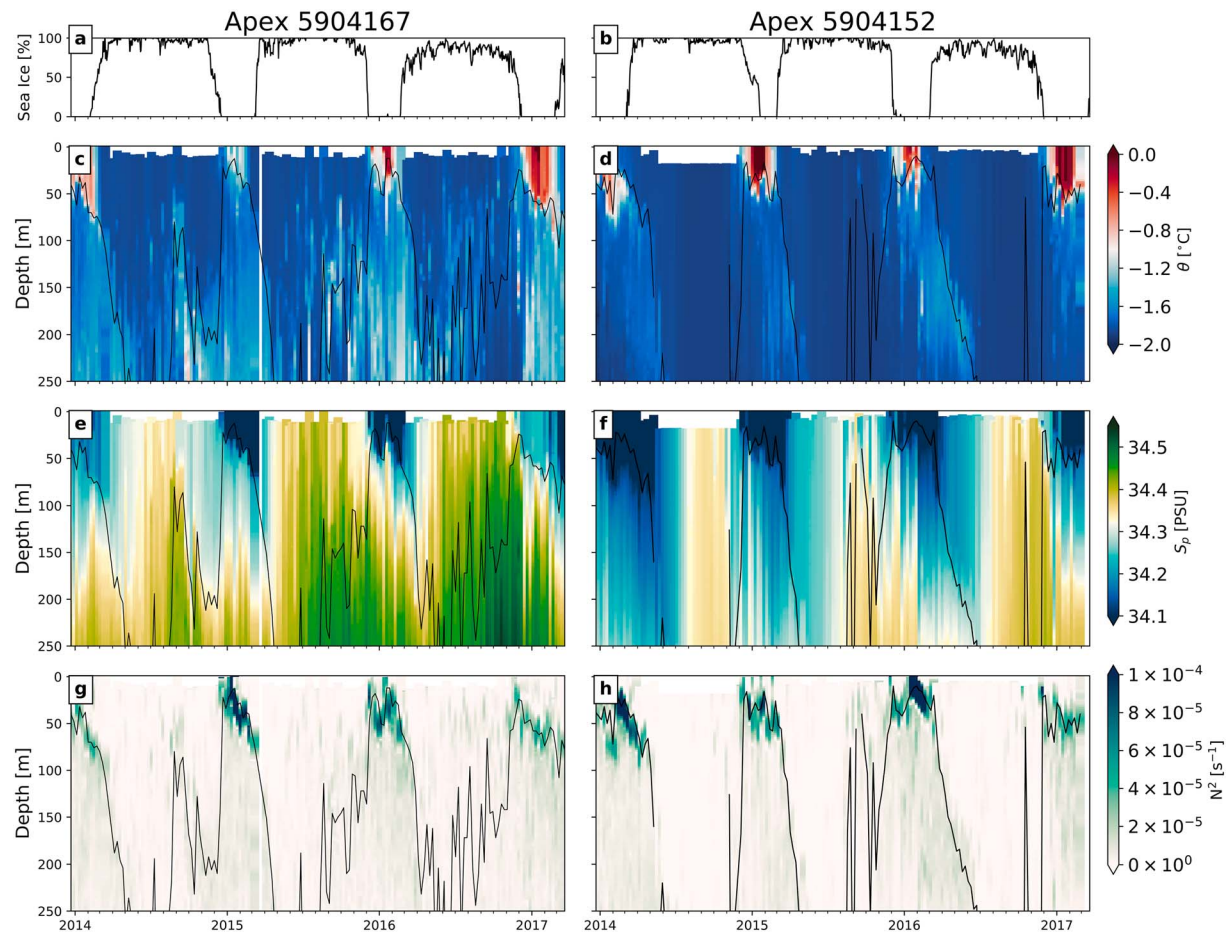 Apex 5904167
Apex 5904152
a
b
Sea Ice [%]
100
50
0
c
d
Depth [m]
0
50
100
150
200
250
0.0
−0.4
−0.8
−1.2
−1.6
−2.0
θ [°C]
e
f
Depth [m]
0
50
100
150
200
250
34.5
34.4
34.3
34.2
34.1
Sₚ [PSU]
g
h
Depth [m]
0
50
100
150
200
250
1 × 10⁻⁴
8 × 10⁻⁵
6 × 10⁻⁵
4 × 10⁻⁵
2 × 10⁻⁵
0 × 10⁰
N² [s⁻¹]
2014 2015 2016 2017
2014 2015 2016 2017